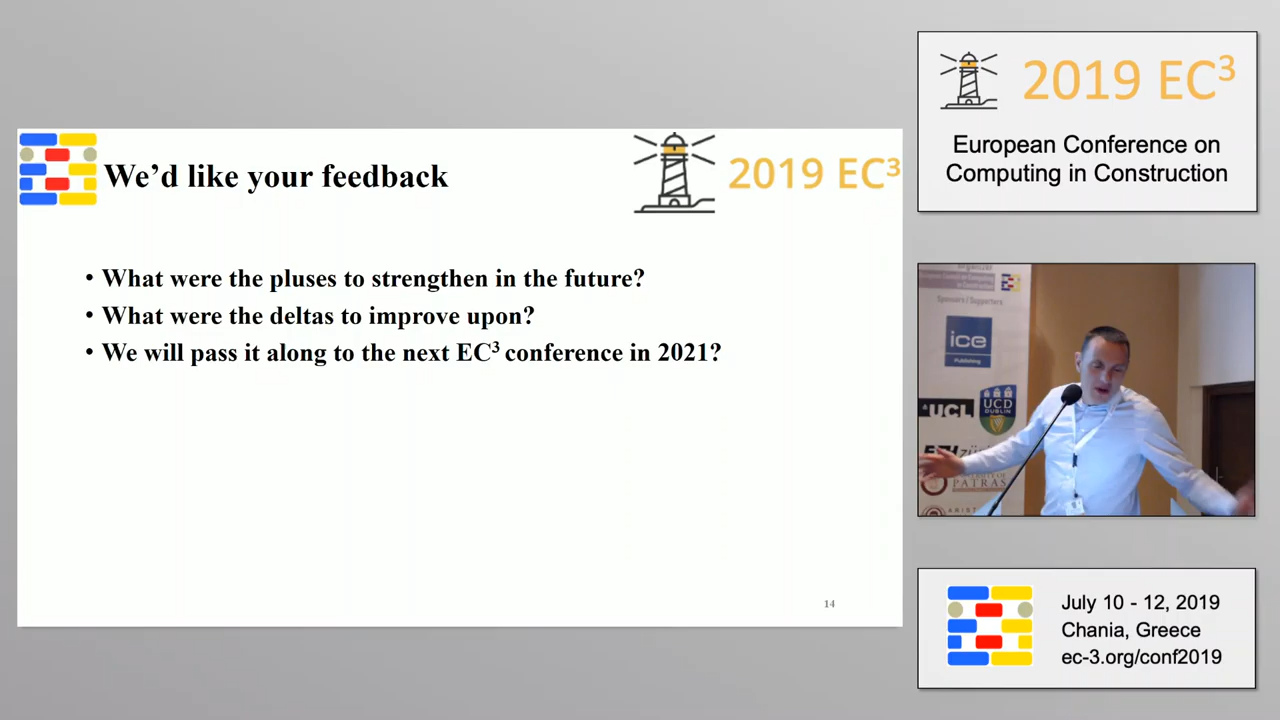 We’d like your feedback
2019 EC³
• What were the pluses to strengthen in the future?
• What were the deltas to improve upon?
• We will pass it along to the next EC³ conference in 2021?
14
2019 EC³
European Conference on
Computing in Construction
Sponsors / Supporters
ice
Publishing
UCL
UCD
DUBLIN
PATRAS
July 10 - 12, 2019
Chania, Greece
ec-3.org/conf2019